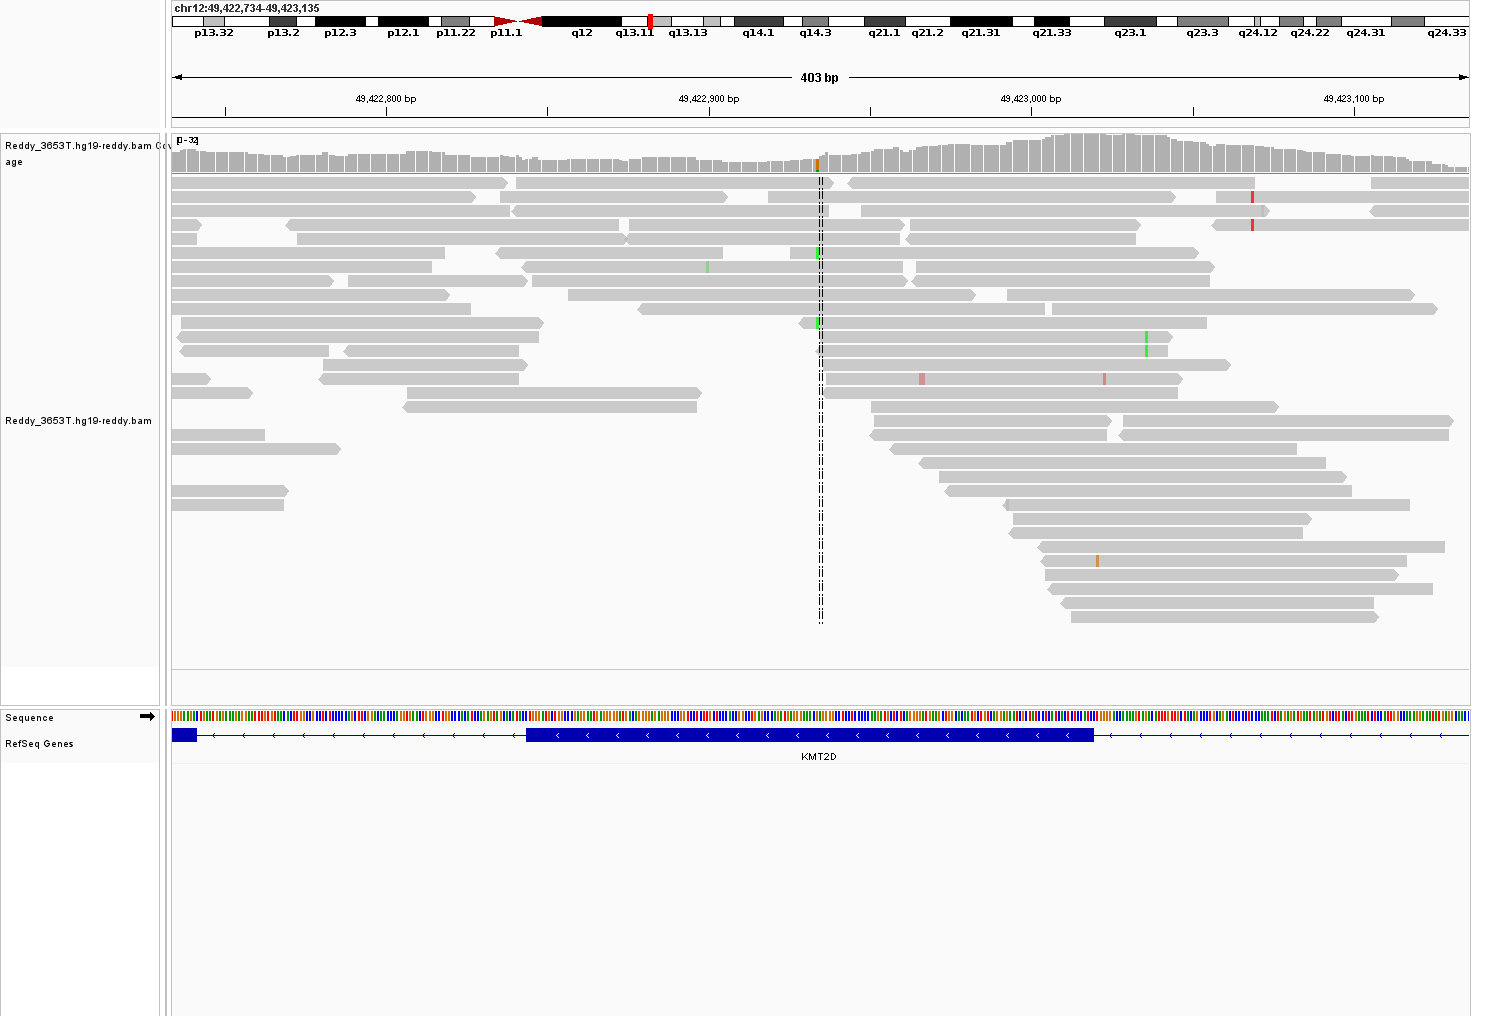 chr12:49,422,734-49,423,135
p13.32 p13.2 p12.3 p12.1 p11.22 p11.1 q12 q13.11 q13.13 q14.1 q14.3 q21.1 q21.2 q21.31 q21.33 q23.1 q23.3 q24.12 q24.22 q24.31 q24.33
403 bp
49,422,800 bp 49,422,900 bp 49,423,000 bp 49,423,100 bp
Reddy_3653T.hg19-reddy.bam Cov
age
[0-32]
Reddy_3653T.hg19-reddy.bam
Sequence
RefSeq Genes
KMT2D